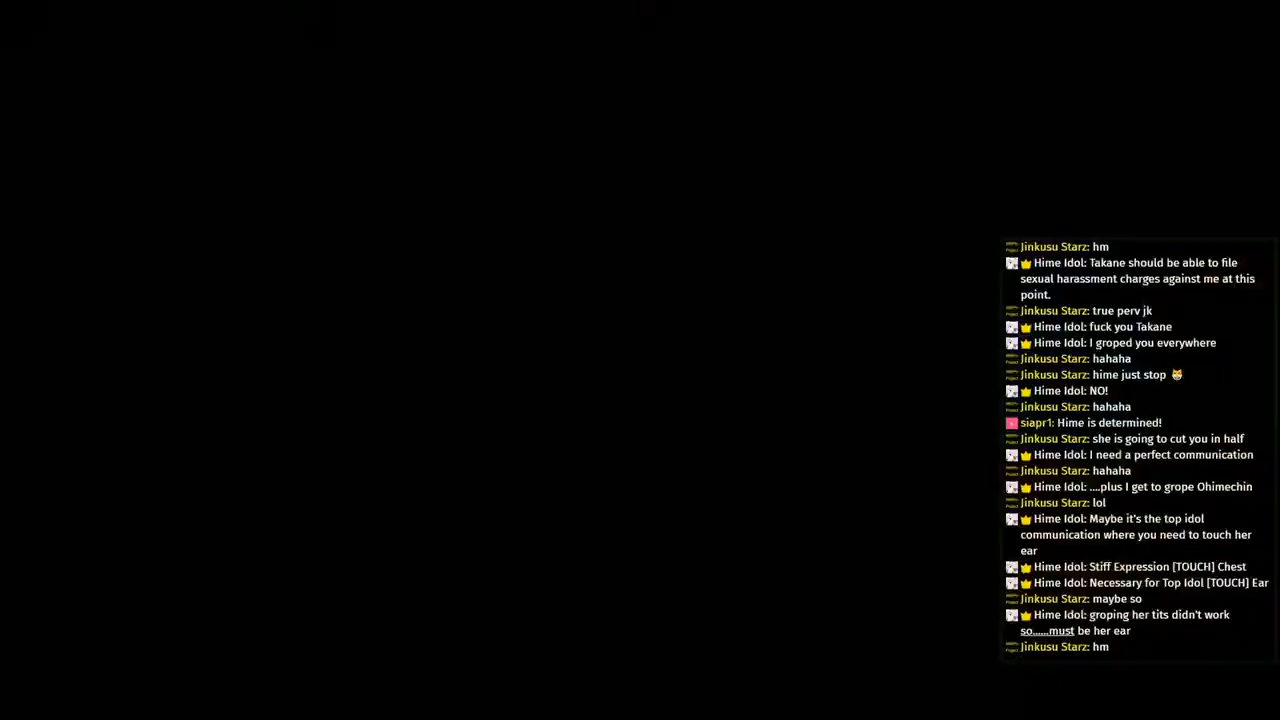 Jinkusu Starz: hm
Hime Idol: Takane should be able to file
sexual harassment charges against me at this
point.
Jinkusu Starz: true perv jk
Hime Idol: fuck you Takane
Hime Idol: I groped you everywhere
Jinkusu Starz: hahaha
Jinkusu Starz: hime just stop 😼
Hime Idol: NO!
Jinkusu Starz: hahaha
siapr1: Hime is determined!
Jinkusu Starz: she is going to cut you in half
Hime Idol: I need a perfect communication
Jinkusu Starz: hahaha
Hime Idol: ....plus I get to grope Ohimechin
Jinkusu Starz: lol
Hime Idol: Maybe it's the top idol
communication where you need to touch her
ear
Hime Idol: Stiff Expression [TOUCH] Chest
Hime Idol: Necessary for Top Idol [TOUCH] Ear
Jinkusu Starz: maybe so
Hime Idol: groping her tits didn't work
so......must be her ear
Jinkusu Starz: hm